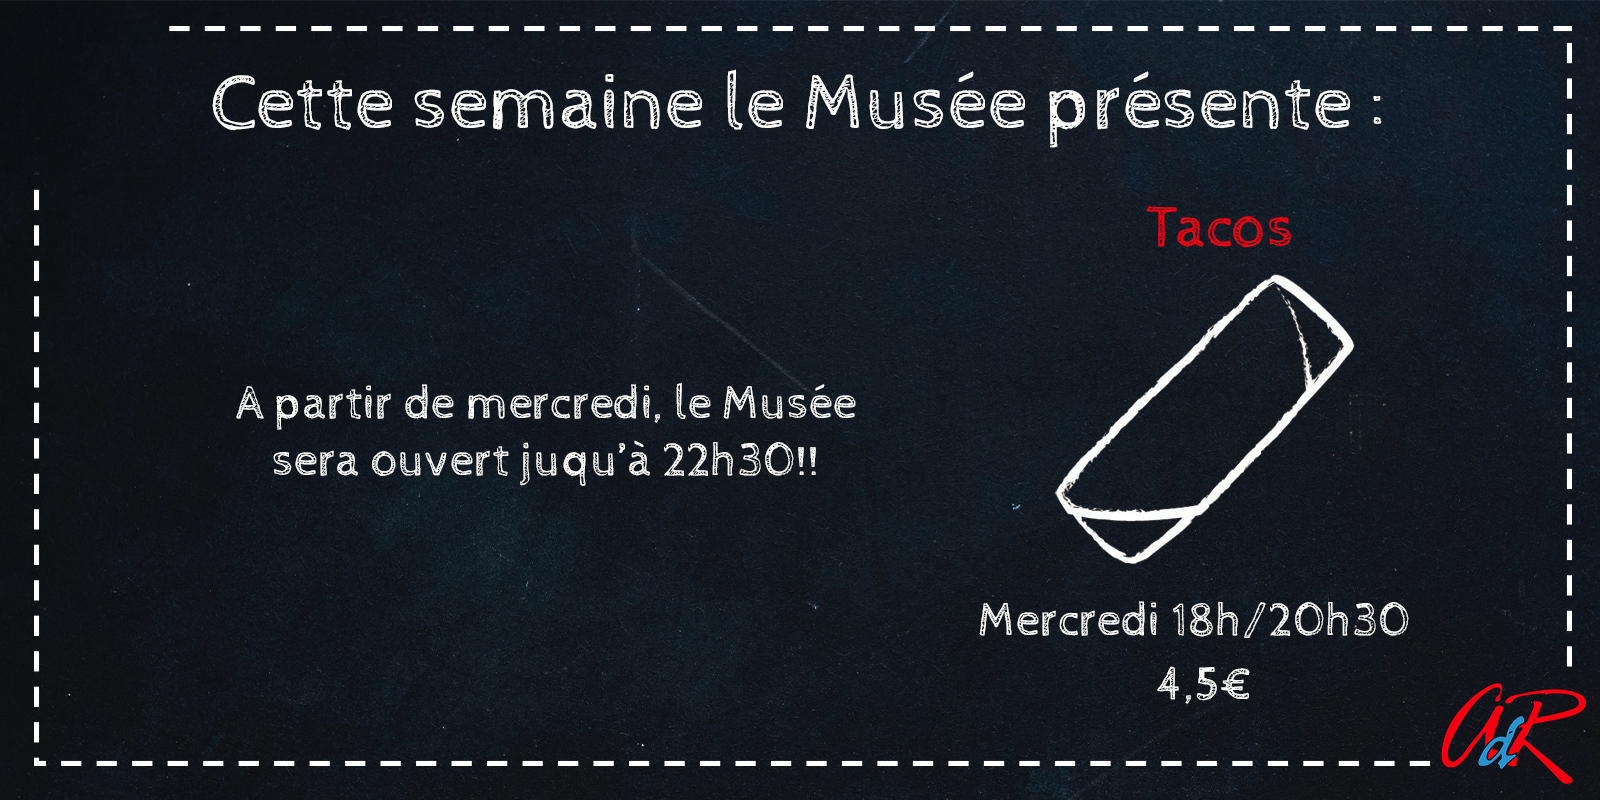 Cette semaine le Musée présente :
Tacos
A partir de mercredi, le Musée
sera ouvert juqu'à 22h30!!
Mercredi 18h/20h30
4,5€
AdR